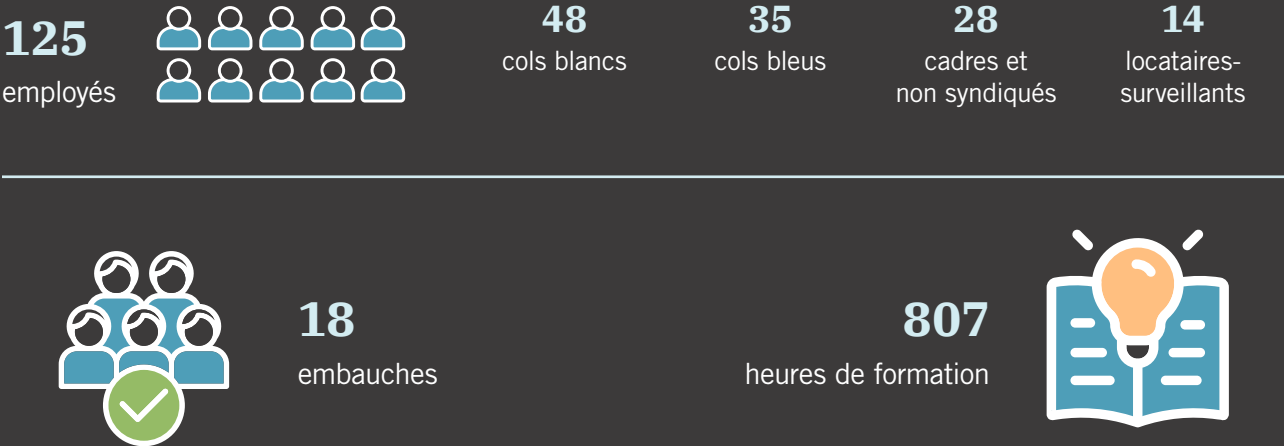 125
employés
48
cols blancs
35
cols bleus
28
cadres et
non syndiqués
14
locataires-
surveillants
18
embauches
807
heures de formation